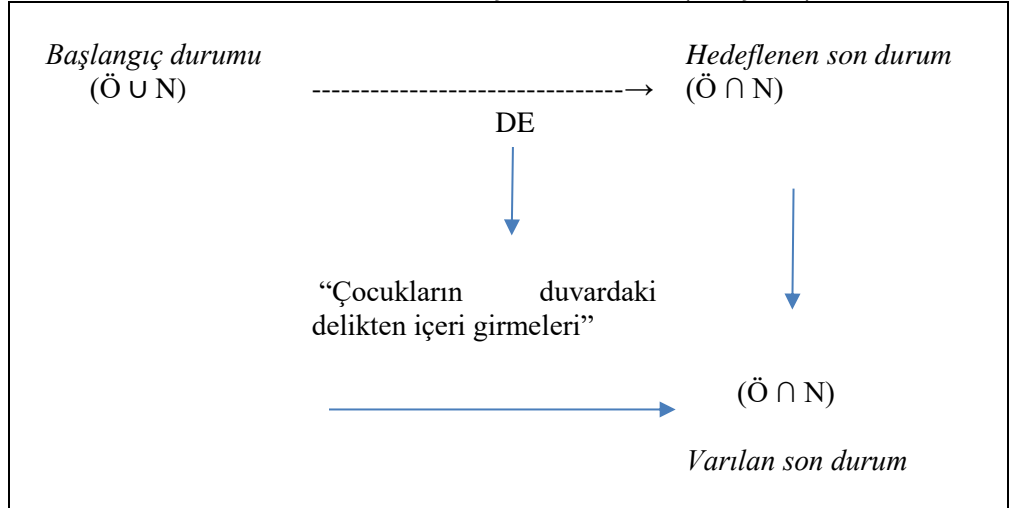 Başlangıç durumu
Hedeflenen son durum
(Ö ∪ N)
-------------------------------→
(Ö ∩ N)
DE
“Çocukların duvardaki
delikten içeri girmeleri”
(Ö ∩ N)
Varılan son durum